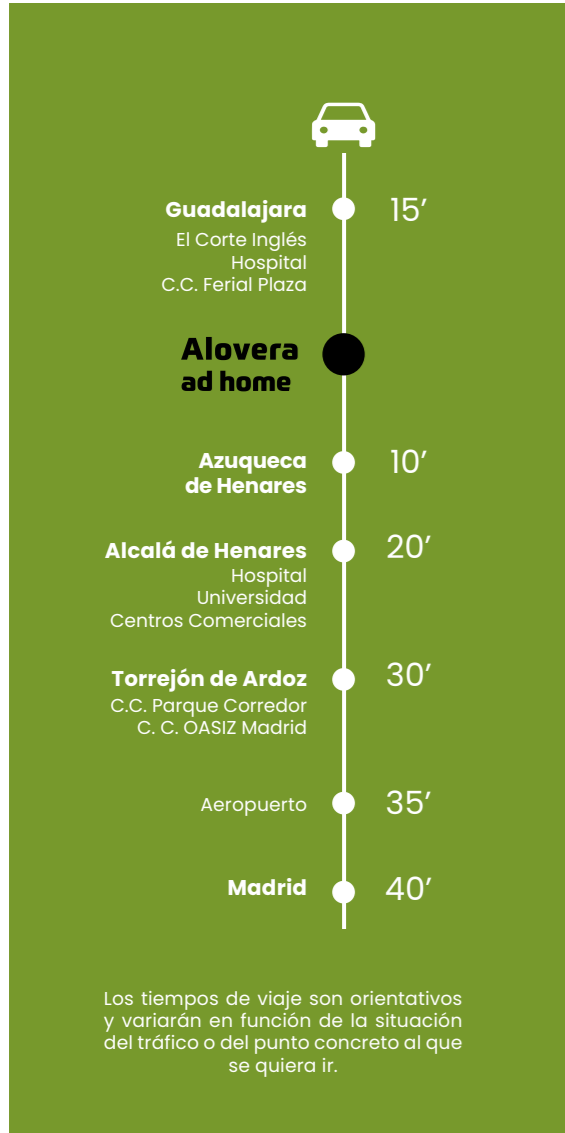 Guadalajara
15’
El Corte Inglés
Hospital
C.C. Ferial Plaza
Alovera
ad home
Azuqueca
de Henares
10’
Alcalá de Henares
20’
Hospital
Universidad
Centros Comerciales
Torrejón de Ardoz
30’
C.C. Parque Corredor
C. C. OASIZ Madrid
Aeropuerto
35’
Madrid
40’
Los tiempos de viaje son orientativos
y variarán en función de la situación
del tráfico o del punto concreto al que
se quiera ir.